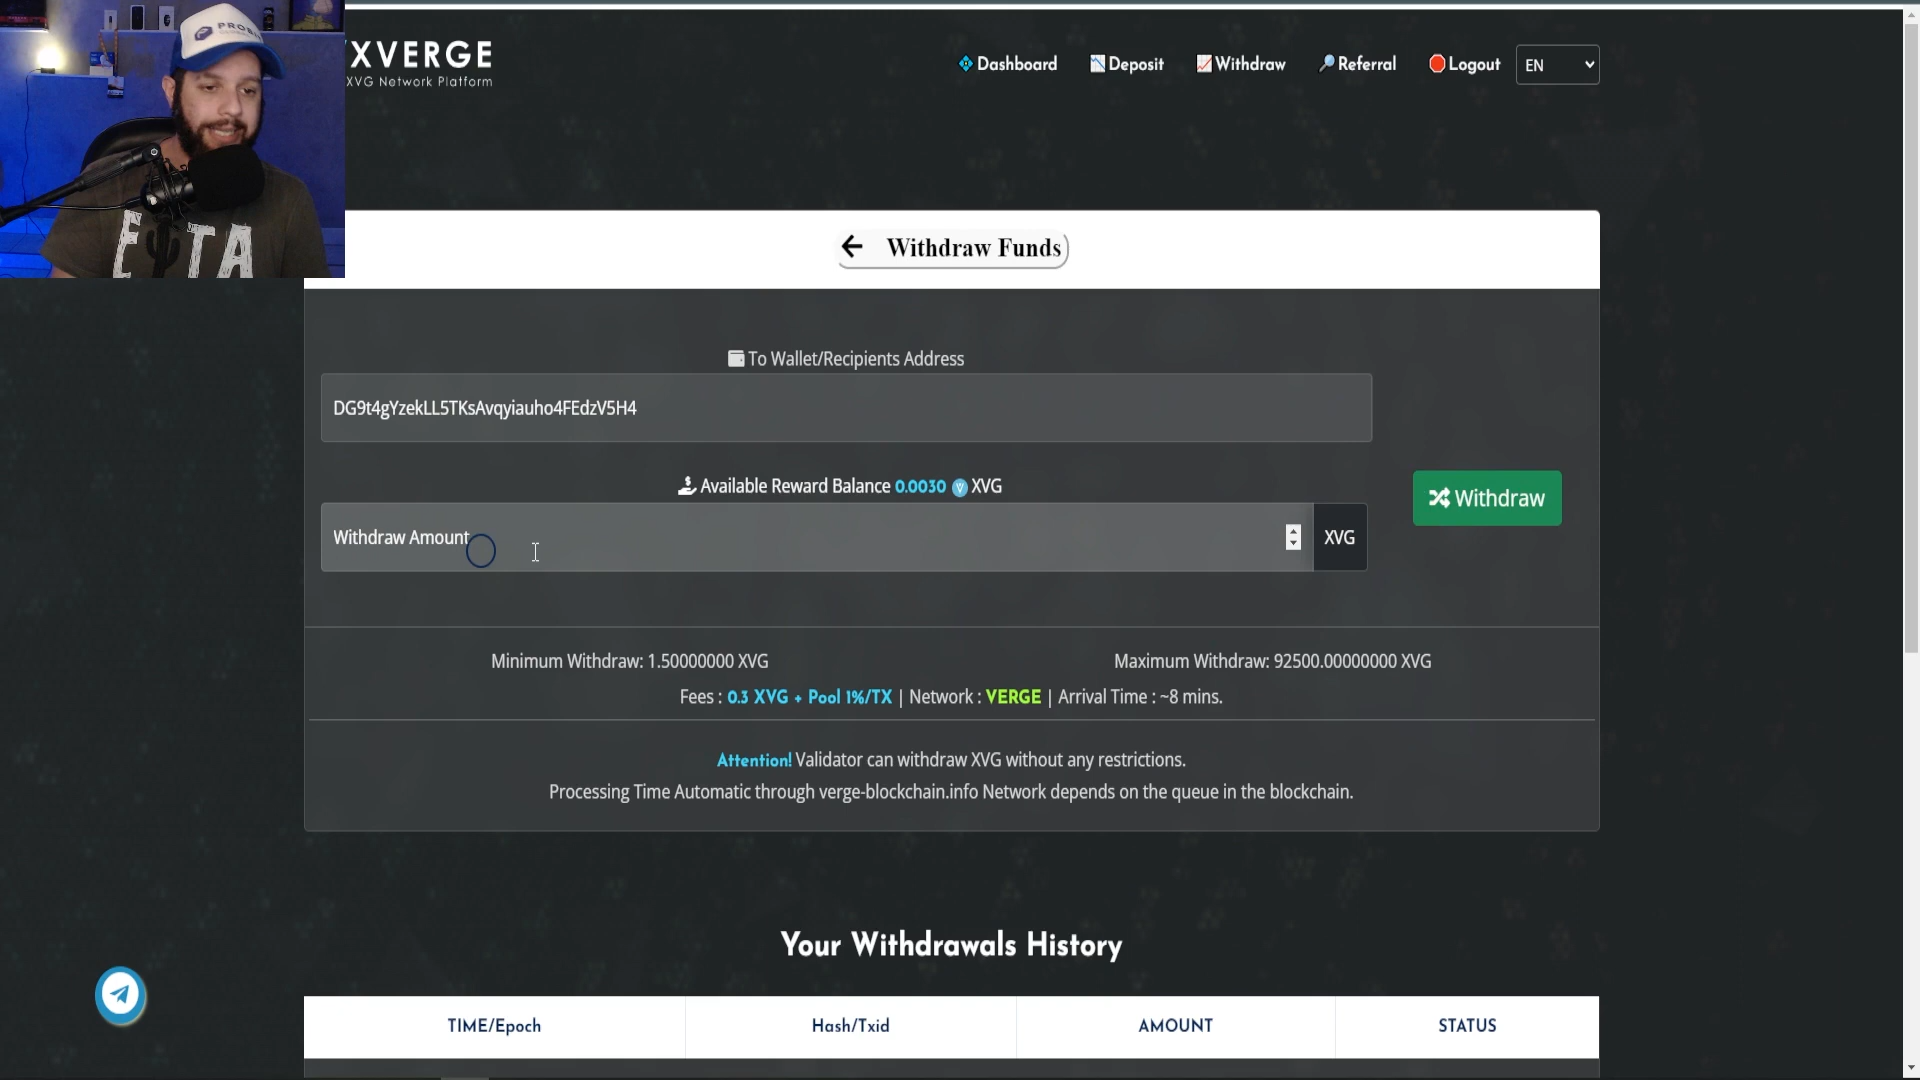 XVERGE
XVG Network Platform
Dashboard
Deposit
Withdraw
Referral
Logout
EN
Withdraw Funds
To Wallet/Recipients Address
DG9t4gYzekLL5TKsAvqyiauho4FEdzV5H4
Available Reward Balance 0.0030 XVG
Withdraw Amount
XVG
Withdraw
Minimum Withdraw: 1.50000000 XVG
Maximum Withdraw: 92500.00000000 XVG
Fees : 0.3 XVG + Pool 1%/TX | Network : VERGE | Arrival Time : ~8 mins.
Attention! Validator can withdraw XVG without any restrictions.
Processing Time Automatic through verge-blockchain.info Network depends on the queue in the blockchain.
Your Withdrawals History
TIME/Epoch
Hash/Txid
AMOUNT
STATUS